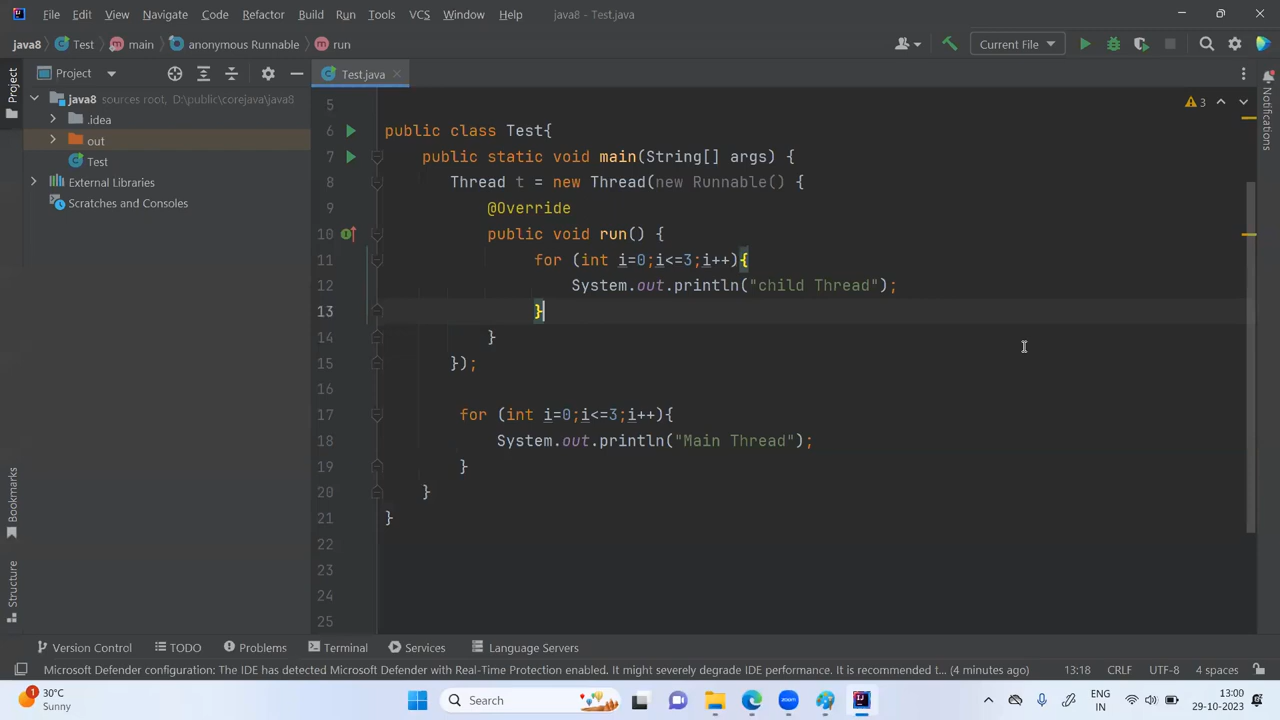 File Edit View Navigate Code Refactor Build Run Tools VCS Window Help java8 - Test.java
java8 Test main anonymous Runnable run Current File
Project Test.java
java8 sources root, D:\public\corejava\java8
.idea
out
Test
External Libraries
Scratches and Consoles
Project
Bookmarks
Structure
Notifications
3
5
6 public class Test{
7 public static void main(String[] args) {
8 Thread t = new Thread(new Runnable() {
9 @Override
10 public void run() {
11 for (int i=0;i<=3;i++){
12 System.out.println("child Thread");
13 }
14 }
15 });
16
17 for (int i=0;i<=3;i++){
18 System.out.println("Main Thread");
19 }
20 }
21 }
22
23
24
25
Version Control TODO Problems Terminal Services Language Servers
Microsoft Defender configuration: The IDE has detected Microsoft Defender with Real-Time Protection enabled. It might severely degrade IDE performance. It is recommended t... (4 minutes ago) 13:18 CRLF UTF-8 4 spaces
1 30°C
Sunny
Search
zoom
ENG
IN
13:00
29-10-2023